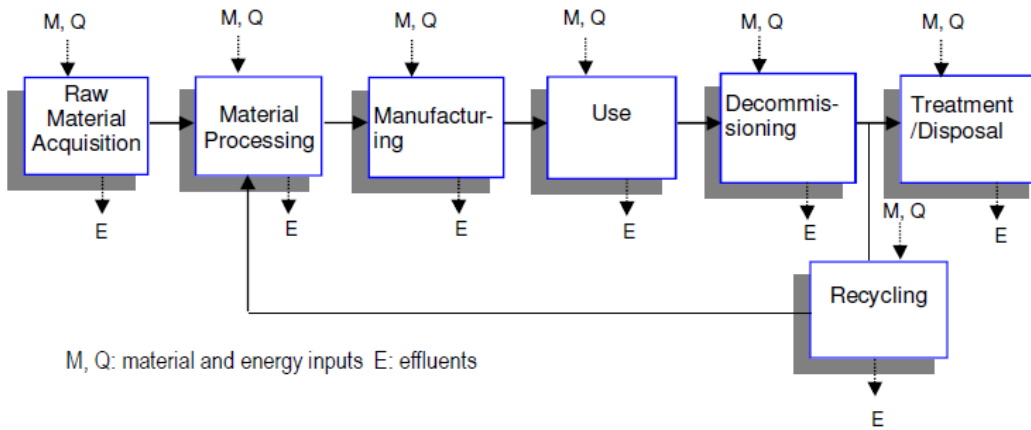 M, Q
M, Q
M, Q
M, Q
M, Q
M, Q
Raw
Material
Acquisition
Material
Processing
Manufactur-
ing
Use
Decommis-
sioning
Treatment
/Disposal
E
E
E
E
E
E
M, Q
Recycling
E
M, Q: material and energy inputs E: effluents